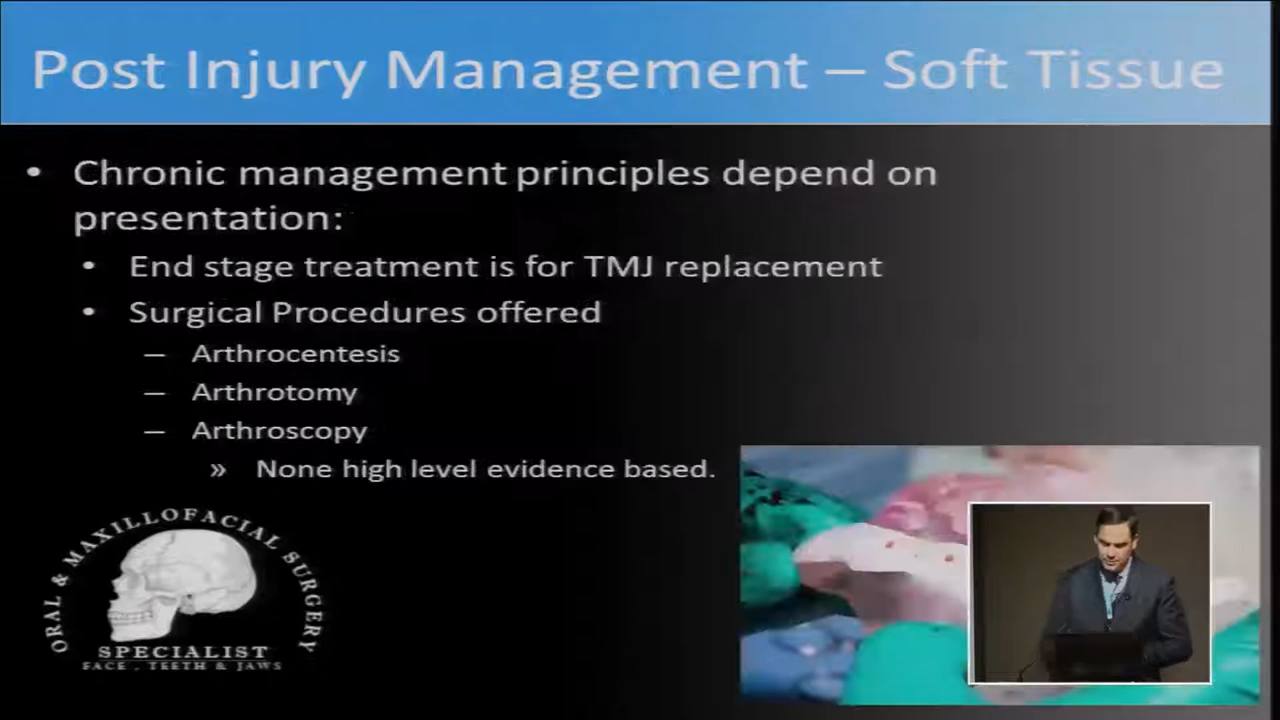 Post Injury Management – Soft Tissue
• Chronic management principles depend on
presentation:
• End stage treatment is for TMJ replacement
• Surgical Procedures offered
– Arthrocentesis
– Arthrotomy
– Arthroscopy
» None high level evidence based.
ORAL & MAXILLOFACIAL SURGERY
SPECIALIST
FACE , TEETH & JAWS